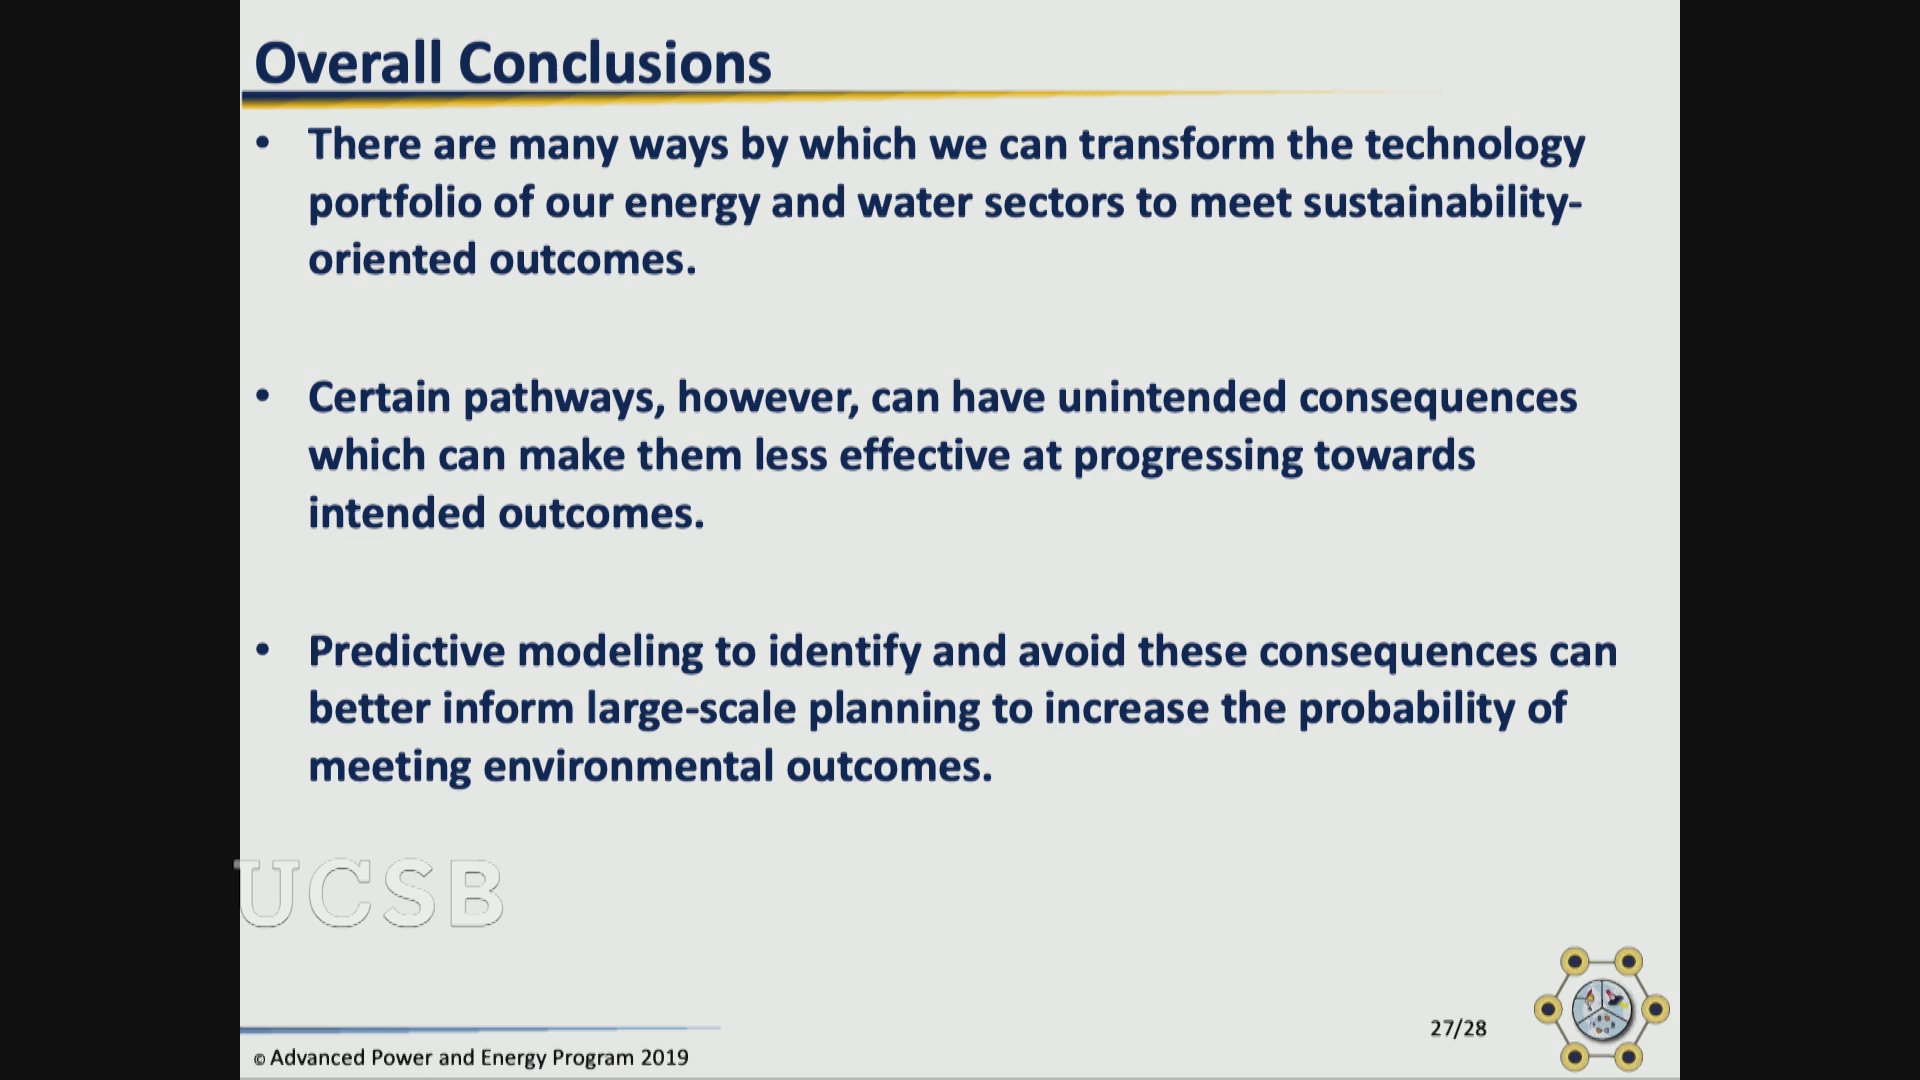 Overall Conclusions
• There are many ways by which we can transform the technology
portfolio of our energy and water sectors to meet sustainability-
oriented outcomes.
• Certain pathways, however, can have unintended consequences
which can make them less effective at progressing towards
intended outcomes.
• Predictive modeling to identify and avoid these consequences can
better inform large-scale planning to increase the probability of
meeting environmental outcomes.
UCSB
27/28
© Advanced Power and Energy Program 2019